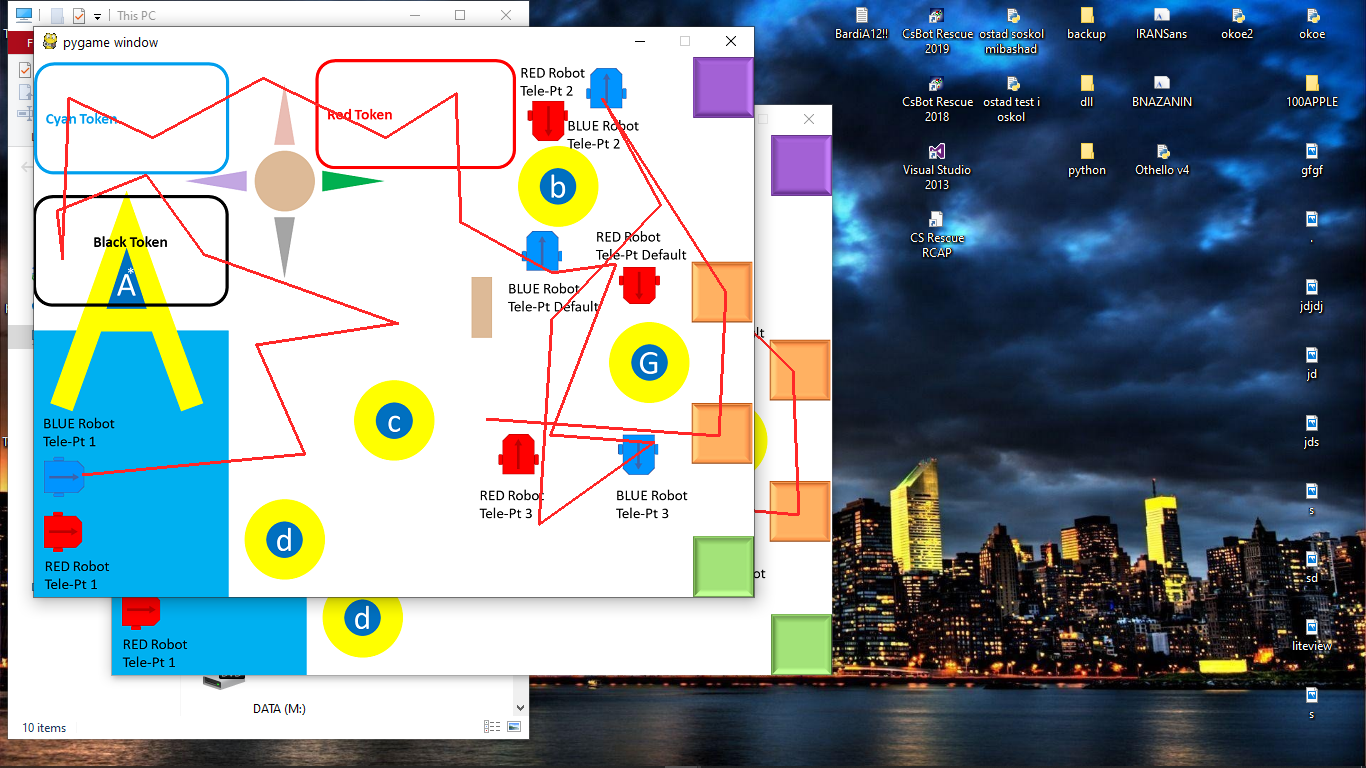 This PC
F
pygame window
Cyan Token
Red Token
RED Robot
Tele-Pt 2
BLUE Robot
Tele-Pt 2
b
Black Token
*
A
RED Robot
Tele-Pt Default
BLUE Robot
Tele-Pt Default
G
c
BLUE Robot
Tele-Pt 1
RED Robot
Tele-Pt 3
BLUE Robot
Tele-Pt 3
d
RED Robot
Tele-Pt 1
lt
ot
d
RED Robot
Tele-Pt 1
DATA (M:)
10 items
BardiA12!!
CsBot Rescue
2019
ostad soskol
mibashad
backup
IRANSans
okoe2
okoe
CsBot Rescue
2018
ostad test i
oskol
dll
BNAZANIN
100APPLE
Visual Studio
2013
python
Othello v4
gfgf
CS Rescue
RCAP
.
jdjdj
jd
jds
s
sd
liteview
s